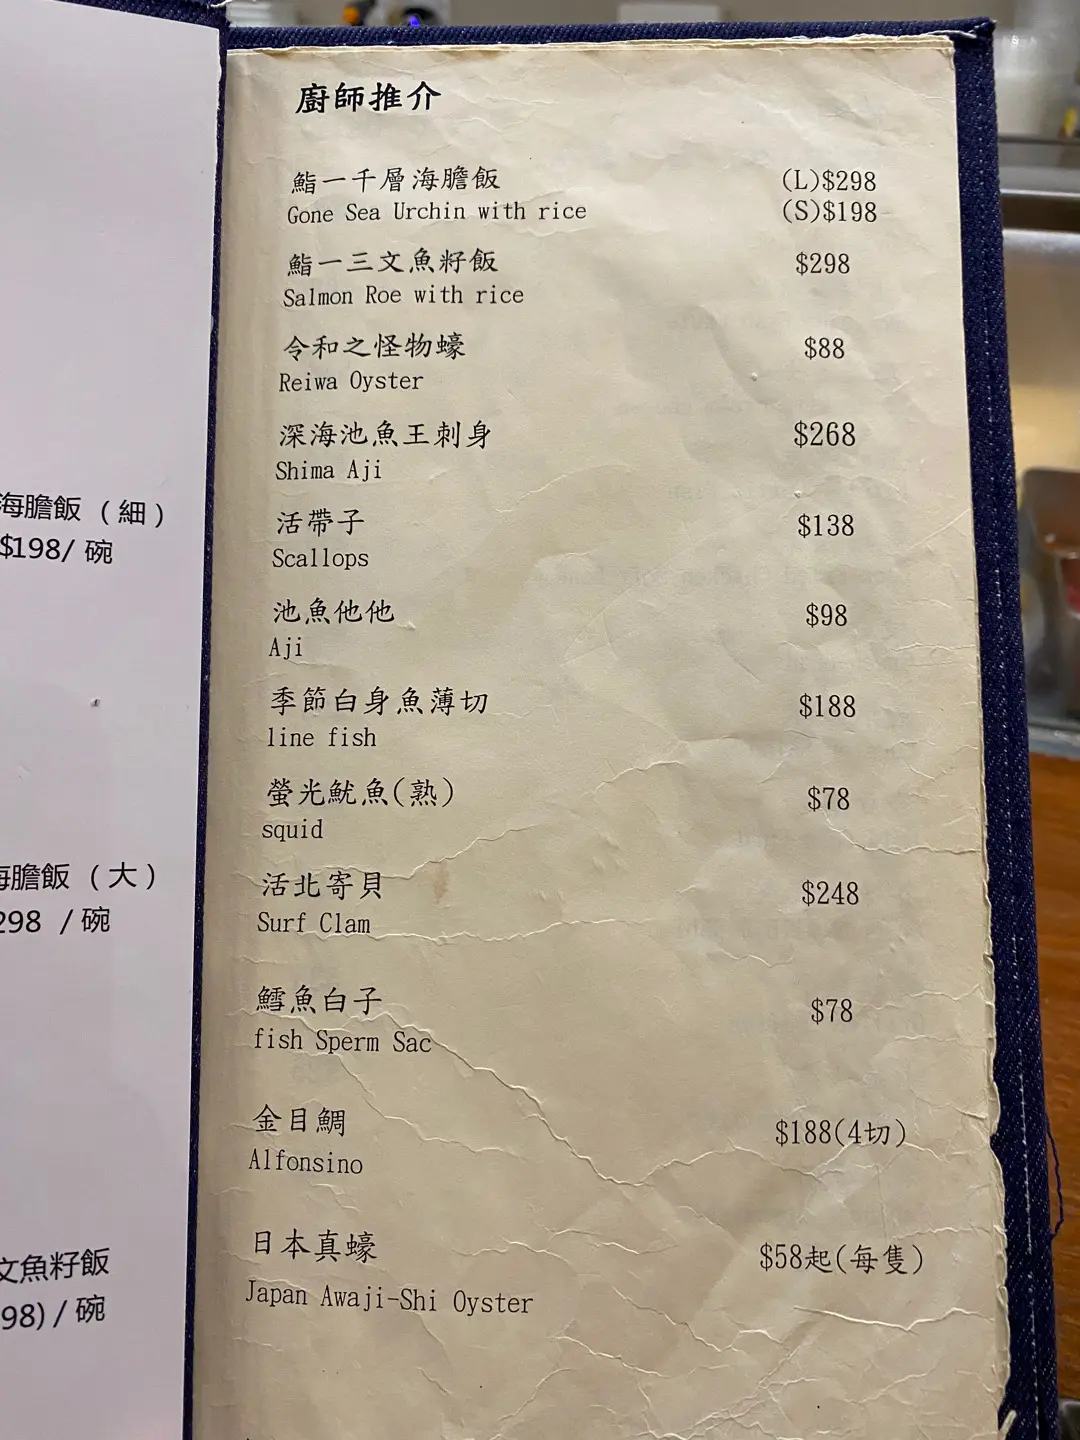 海膽飯 （細）
$198/ 碗
海膽飯 （大）
298 / 碗
文魚籽飯
98) / 碗
廚師推介
鮨一千層海膽飯 (L)$298
Gone Sea Urchin with rice (S)$198
鮨一三文魚籽飯 $298
Salmon Roe with rice
令和之怪物蠔 $88
Reiwa Oyster
深海池魚王刺身 $268
Shima Aji
活帶子 $138
Scallops
池魚他他 $98
Aji
季節白身魚薄切 $188
line fish
螢光魷魚(熟) $78
squid
活北寄貝 $248
Surf Clam
鱈魚白子 $78
fish Sperm Sac
金目鯛 $188(4切)
Alfonsino
日本真蠔 $58起(每隻)
Japan Awaji-Shi Oyster